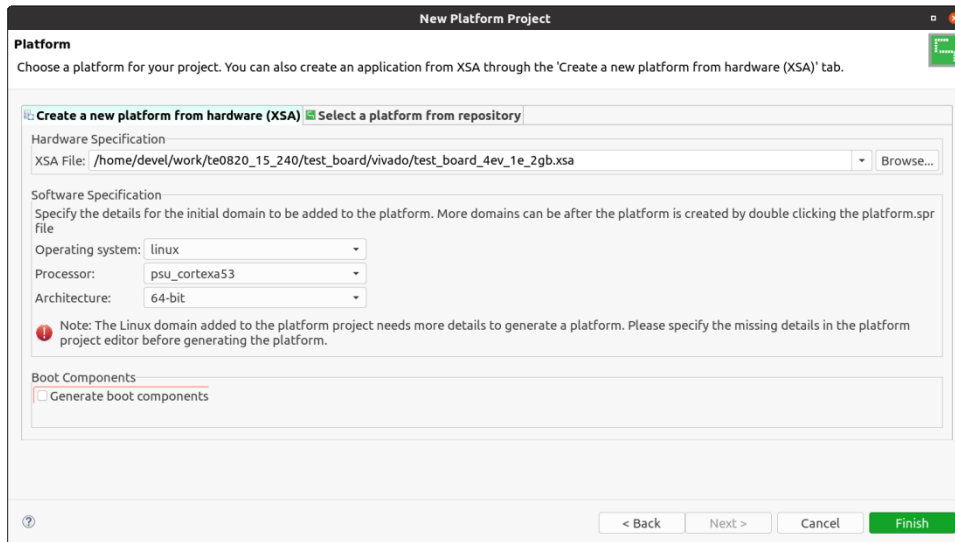 New Platform Project
Platform
Choose a platform for your project. You can also create an application from XSA through the 'Create a new platform from hardware (XSA)' tab.
Create a new platform from hardware (XSA) Select a platform from repository
Hardware Specification
XSA File: /home/devel/work/te0820_15_240/test_board/vivado/test_board_4ev_1e_2gb.xsa Browse...
Software Specification
Specify the details for the initial domain to be added to the platform. More domains can be after the platform is created by double clicking the platform.spr
file
Operating system: linux
Processor: psu_cortexa53
Architecture: 64-bit
Note: The Linux domain added to the platform project needs more details to generate a platform. Please specify the missing details in the platform
project editor before generating the platform.
Boot Components
Generate boot components
? < Back Next > Cancel Finish